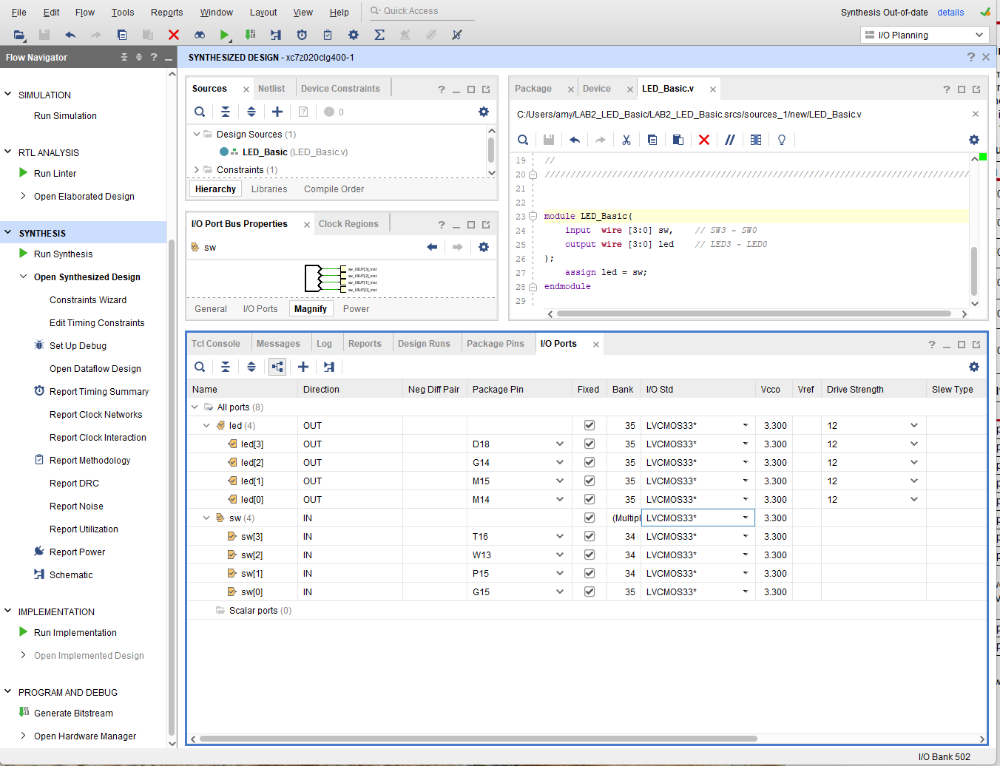 File Edit Flow Tools Reports Window Layout View Help Quick Access Synthesis Out-of-date details
I/O Planning
Flow Navigator
SYNTHESIZED DESIGN - xc7z020clg400-1
SIMULATION
Run Simulation
RTL ANALYSIS
Run Linter
Open Elaborated Design
SYNTHESIS
Run Synthesis
Open Synthesized Design
Constraints Wizard
Edit Timing Constraints
Set Up Debug
Open Dataflow Design
Report Timing Summary
Report Clock Networks
Report Clock Interaction
Report Methodology
Report DRC
Report Noise
Report Utilization
Report Power
Schematic
IMPLEMENTATION
Run Implementation
Open Implemented Design
PROGRAM AND DEBUG
Generate Bitstream
Open Hardware Manager
Sources Netlist Device Constraints
0
Design Sources (1)
LED_Basic (LED_Basic.v)
Constraints (1)
Hierarchy Libraries Compile Order
I/O Port Bus Properties Clock Regions
sw
sw_IBUF[3]_inst
sw_IBUF[2]_inst
sw_IBUF[1]_inst
sw_IBUF[0]_inst
General I/O Ports Magnify Power
Package Device LED_Basic.v
C:/Users/amy/LAB2_LED_Basic/LAB2_LED_Basic.srcs/sources_1/new/LED_Basic.v
19 //
20 //////////////////////////////////////////////////////////////////////////////////
21
22
23 module LED_Basic(
24 input wire [3:0] sw, // SW3 ~ SW0
25 output wire [3:0] led // LED3 ~ LED0
26 );
27 assign led = sw;
28 endmodule
29
Tcl Console Messages Log Reports Design Runs Package Pins I/O Ports
Name Direction Neg Diff Pair Package Pin Fixed Bank I/O Std Vcco Vref Drive Strength Slew Type
All ports (8)
led (4) OUT 35 LVCMOS33* 3.300 12
led[3] OUT D18 35 LVCMOS33* 3.300 12
led[2] OUT G14 35 LVCMOS33* 3.300 12
led[1] OUT M15 35 LVCMOS33* 3.300 12
led[0] OUT M14 35 LVCMOS33* 3.300 12
sw (4) IN (Multipl LVCMOS33* 3.300
sw[3] IN T16 34 LVCMOS33* 3.300
sw[2] IN W13 34 LVCMOS33* 3.300
sw[1] IN P15 34 LVCMOS33* 3.300
sw[0] IN G15 35 LVCMOS33* 3.300
Scalar ports (0)
I/O Bank 502